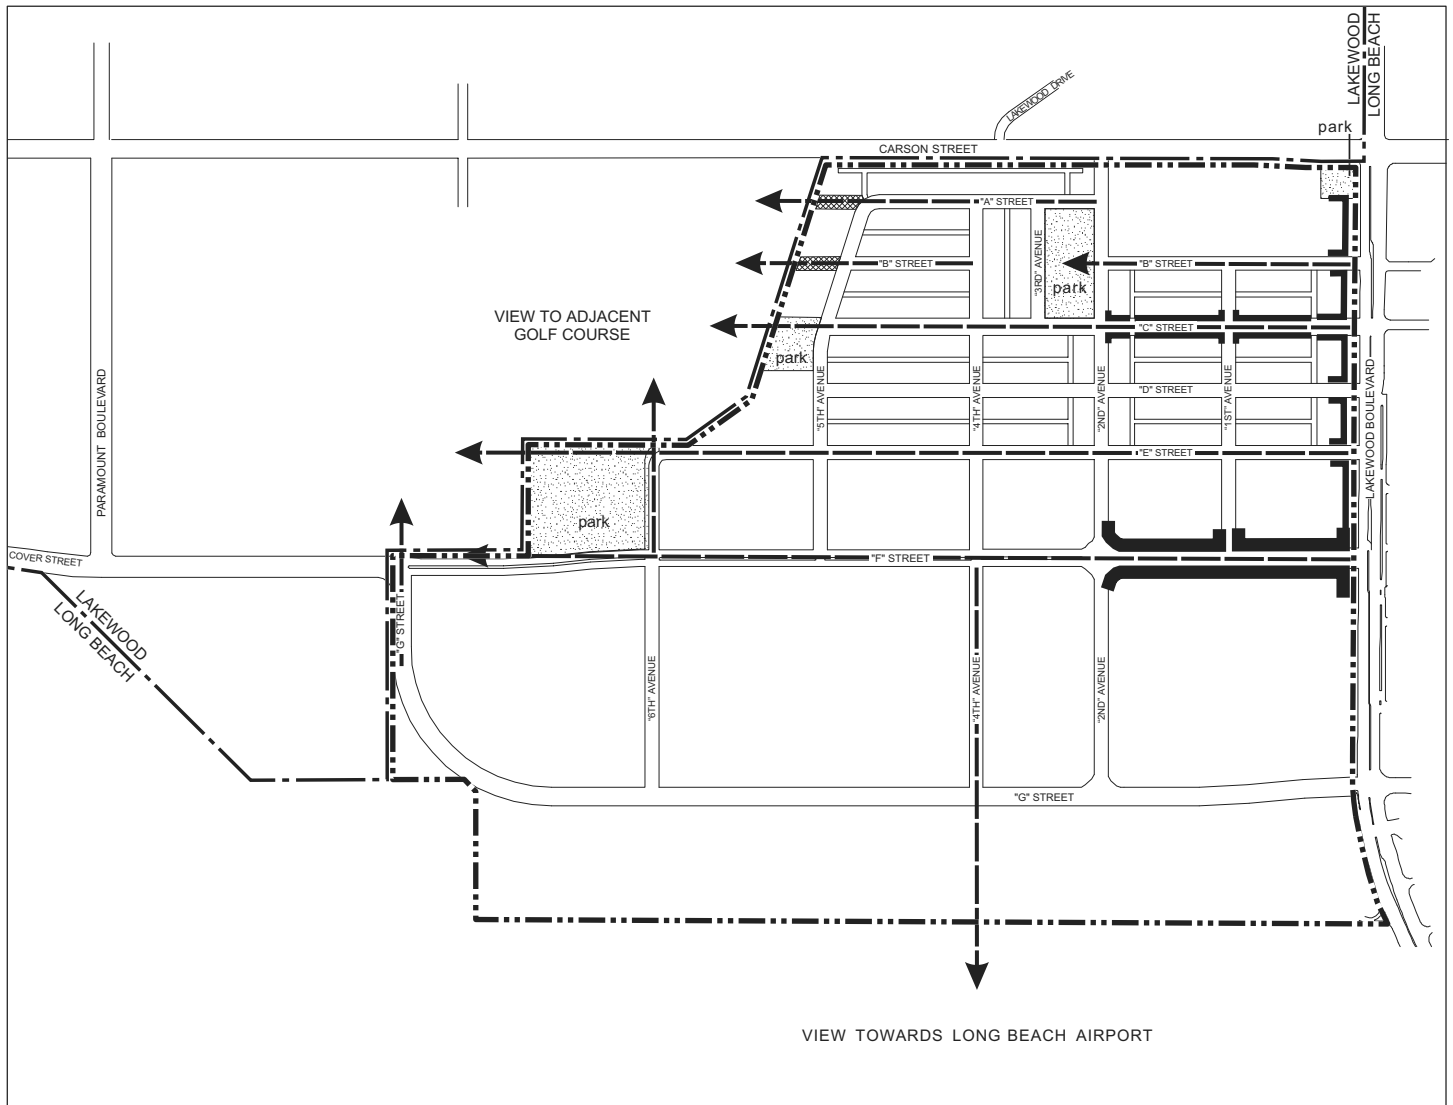 LAKEWOOD
LONG BEACH
LAKEWOOD DRIVE
park
CARSON STREET
"A" STREET
"B" STREET
"3RD" AVENUE
park
"B" STREET
VIEW TO ADJACENT
GOLF COURSE
"C" STREET
park
PARAMOUNT BOULEVARD
"5TH" AVENUE
"4TH" AVENUE
"2ND" AVENUE
"D" STREET
"1ST" AVENUE
LAKEWOOD BOULEVARD
"E" STREET
park
COVER STREET
"F" STREET
LAKEWOOD
LONG BEACH
"G" STREET
"6TH" AVENUE
"4TH" AVENUE
"2ND" AVENUE
"G" STREET
VIEW TOWARDS LONG BEACH AIRPORT